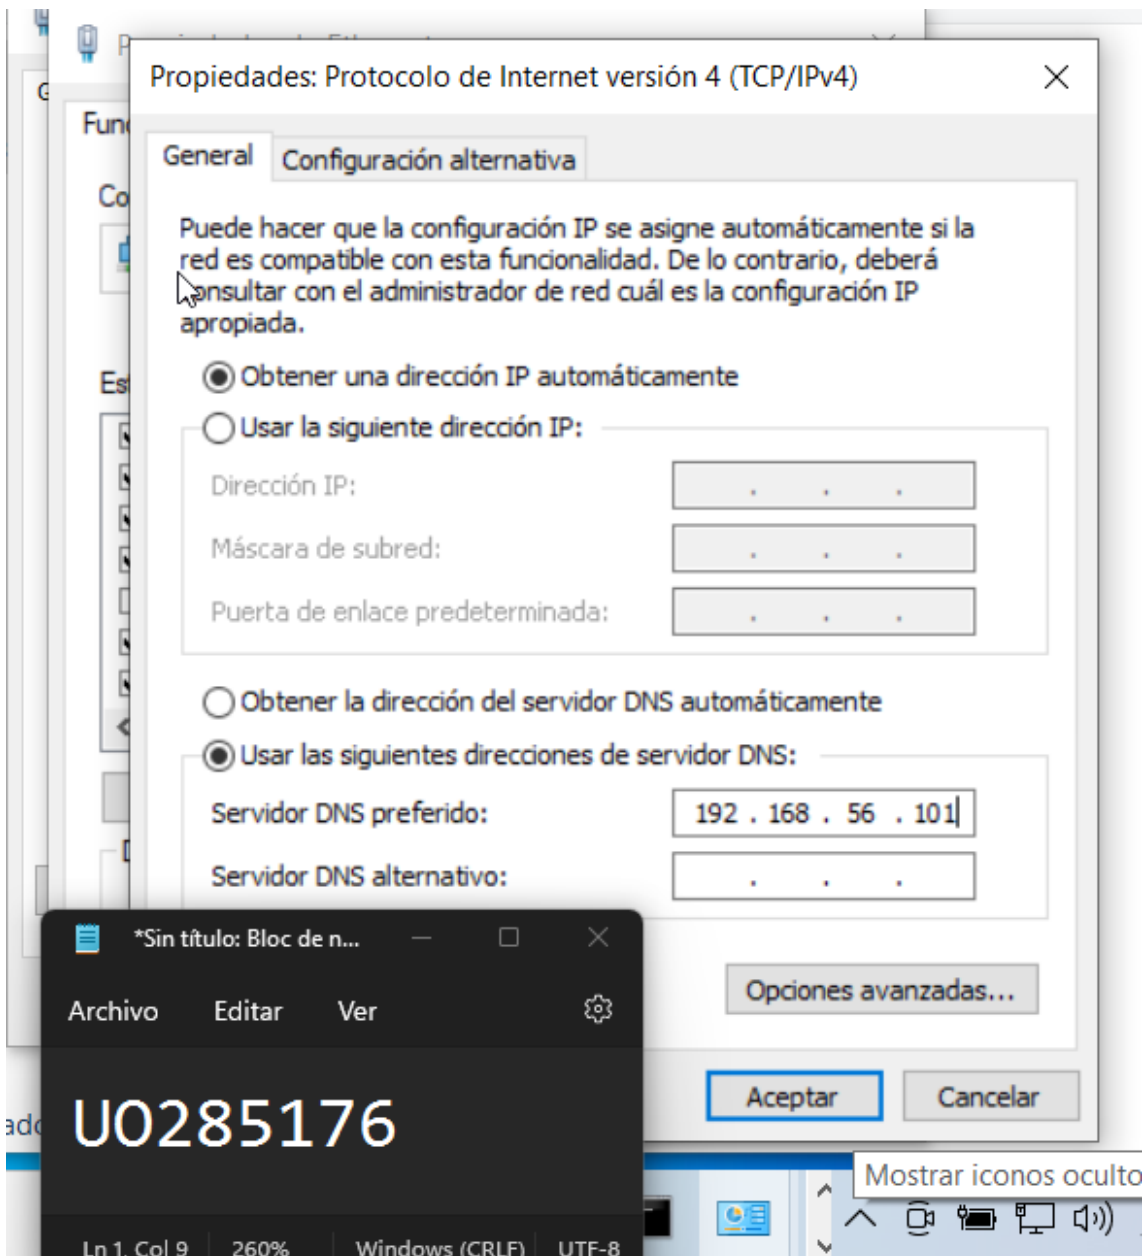 Propiedades: Protocolo de Internet versión 4 (TCP/IPv4)
General
Configuración alternativa
Puede hacer que la configuración IP se asigne automáticamente si la
red es compatible con esta funcionalidad. De lo contrario, deberá
consultar con el administrador de red cuál es la configuración IP
apropiada.
Obtener una dirección IP automáticamente
Usar la siguiente dirección IP:
Dirección IP:
Máscara de subred:
Puerta de enlace predeterminada:
Obtener la dirección del servidor DNS automáticamente
Usar las siguientes direcciones de servidor DNS:
Servidor DNS preferido: 192 . 168 . 56 . 101
Servidor DNS alternativo:
Opciones avanzadas...
Aceptar
Cancelar
*Sin título: Bloc de n...
Archivo Editar Ver
UO285176
Ln 1, Col 9 260% Windows (CRLF) UTF-8
Mostrar iconos oculto